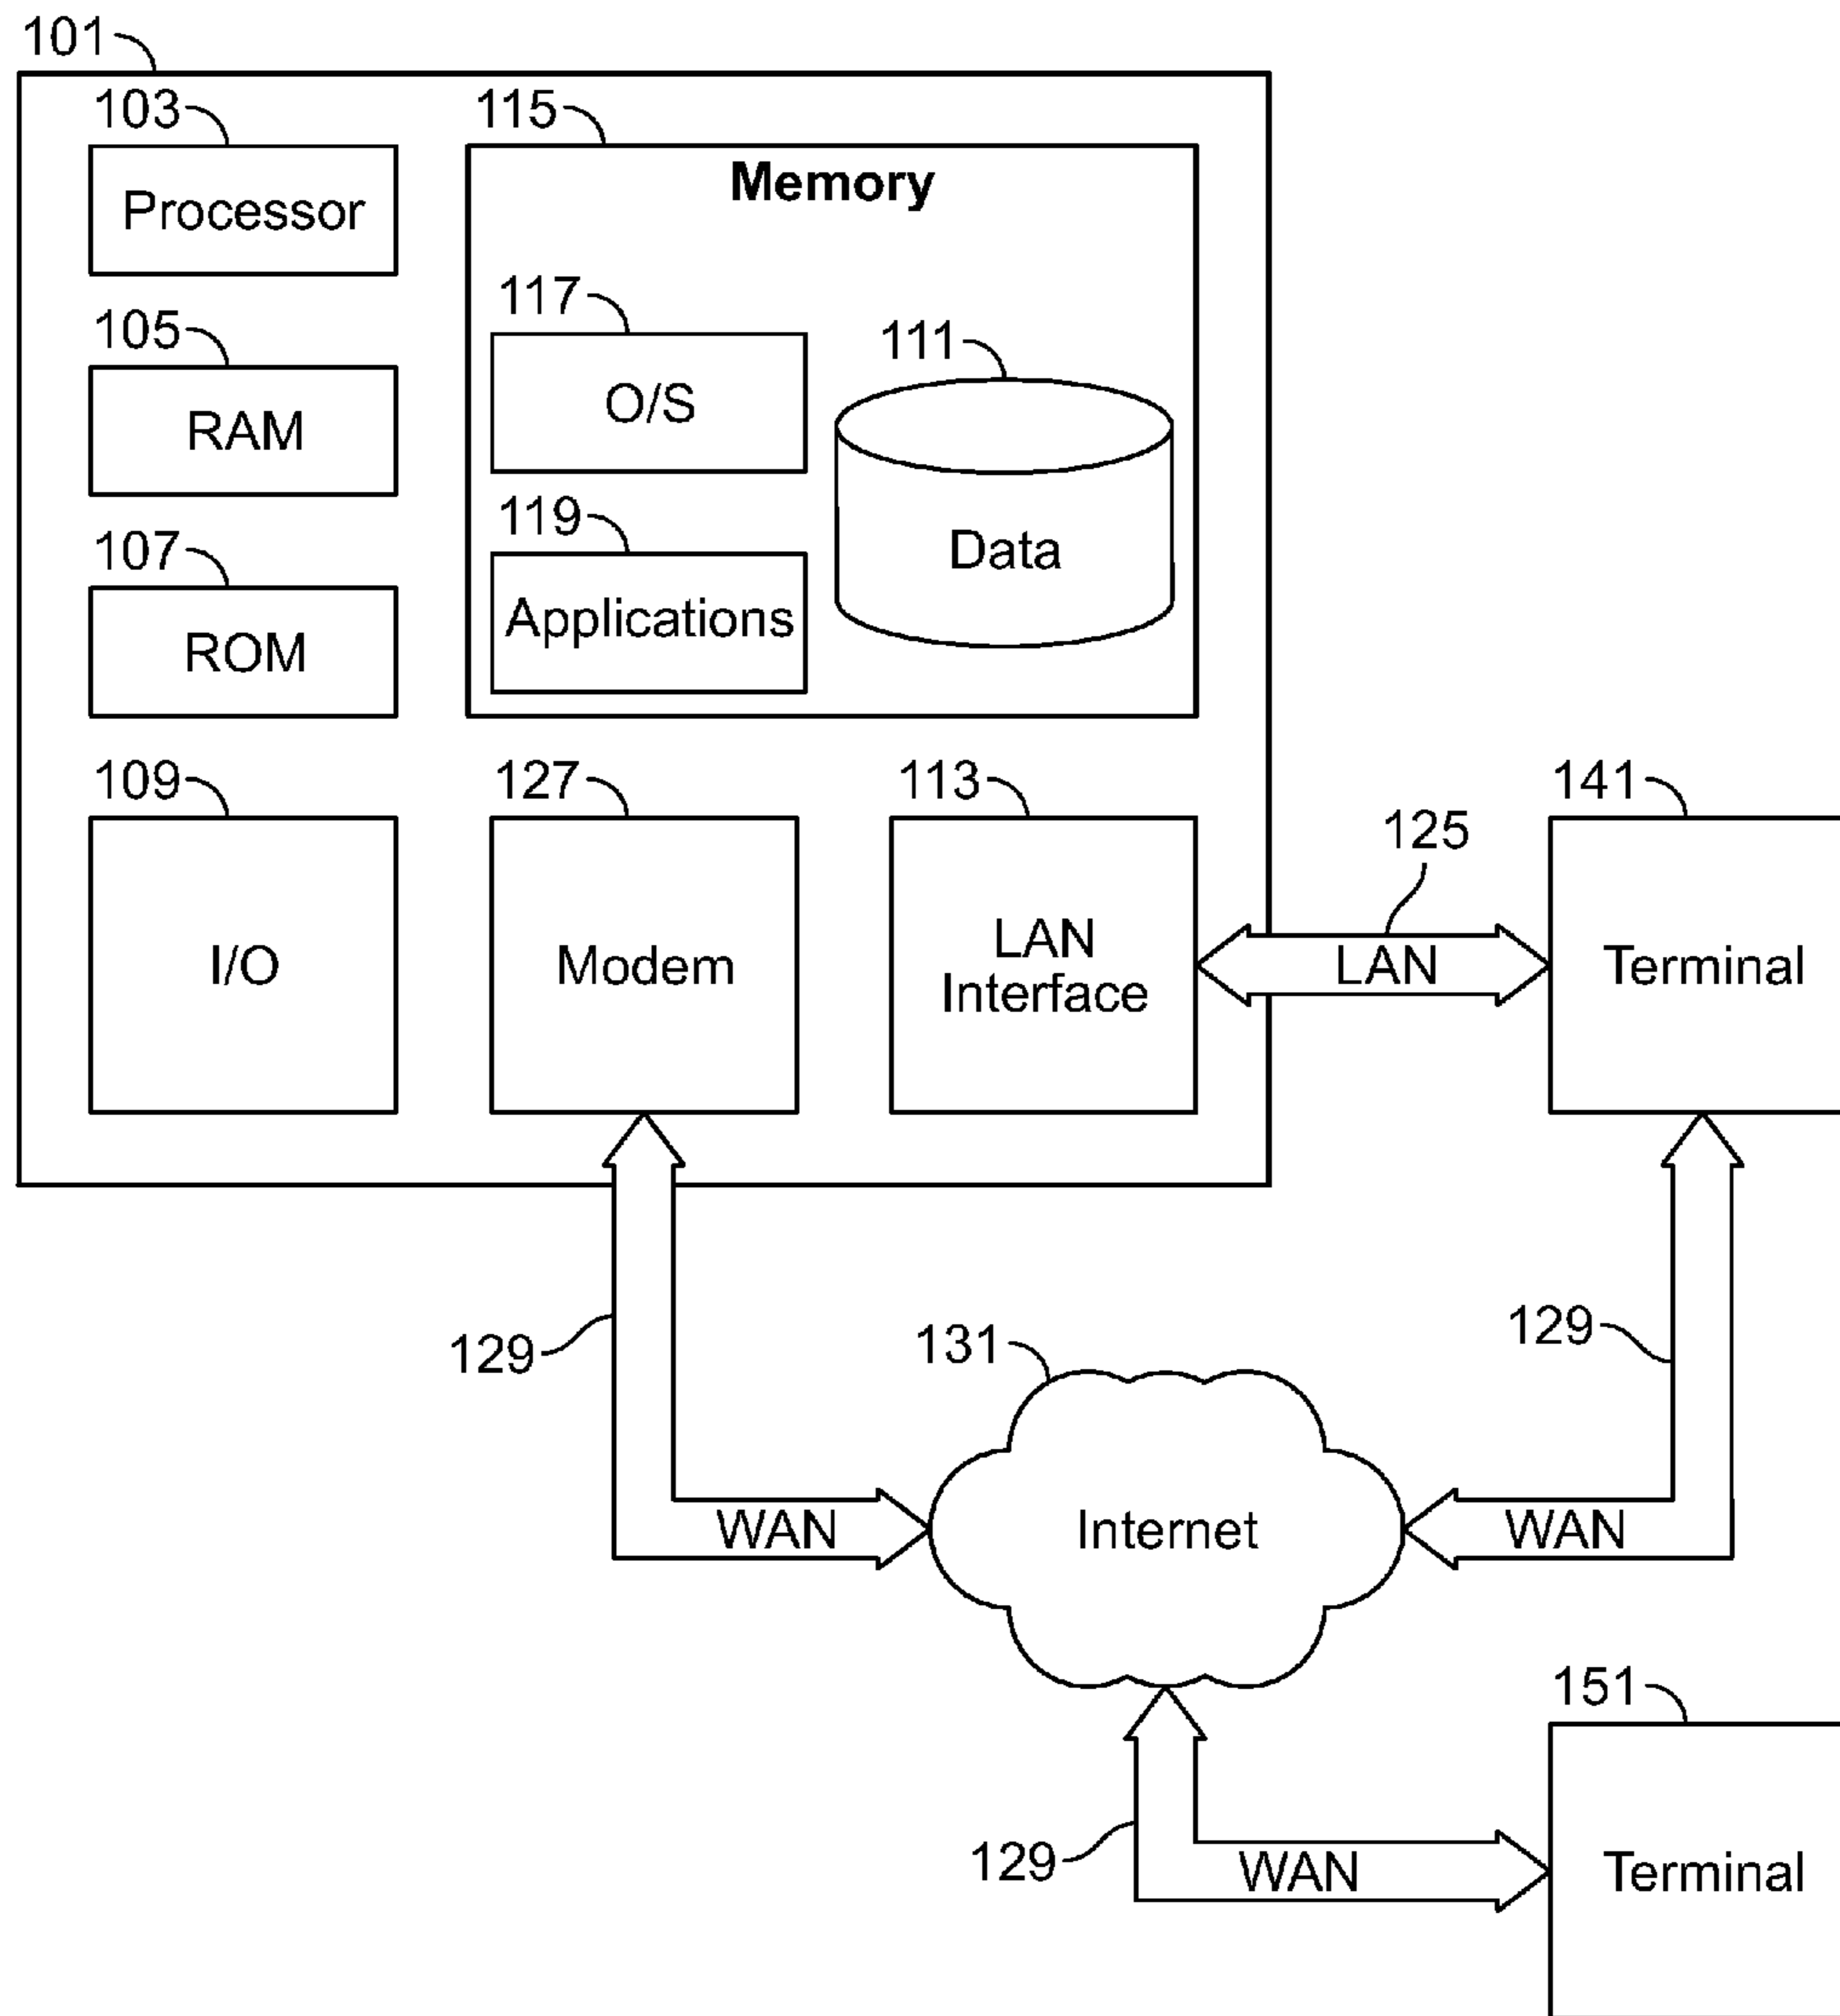 101
103
Processor
115
Memory
105
RAM
117
O/S
111
Data
107
ROM
119
Applications
109
I/O
127
Modem
113
LAN
Interface
125
LAN
141
Terminal
129
WAN
131
Internet
129
WAN
129
WAN
151
Terminal